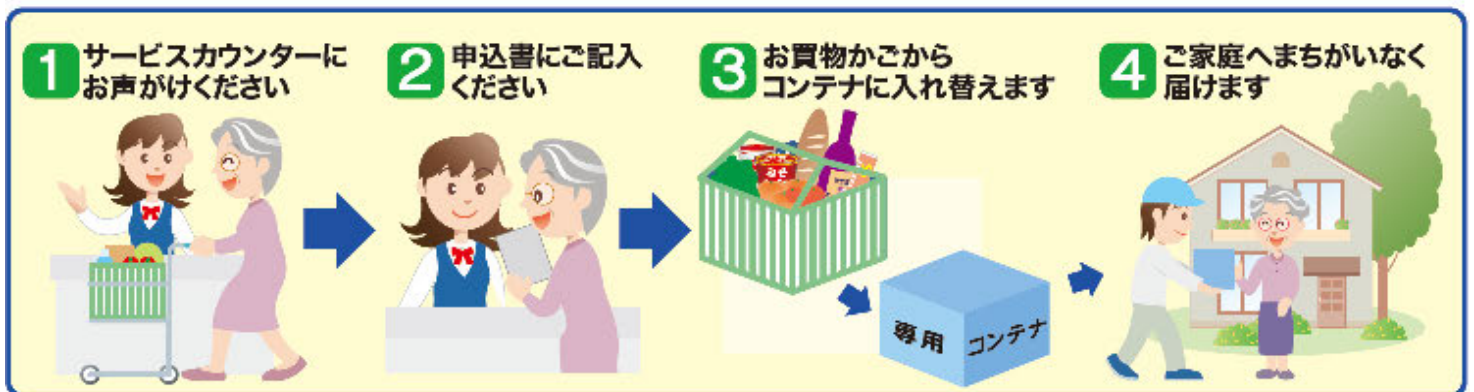 1 サービスカウンターに
お声がけください
2 申込書にご記入
ください
3 お買物かごから
コンテナに入れ替えます
4 ご家庭へまちがいなく
届けます
みそ
専用 コンテナ